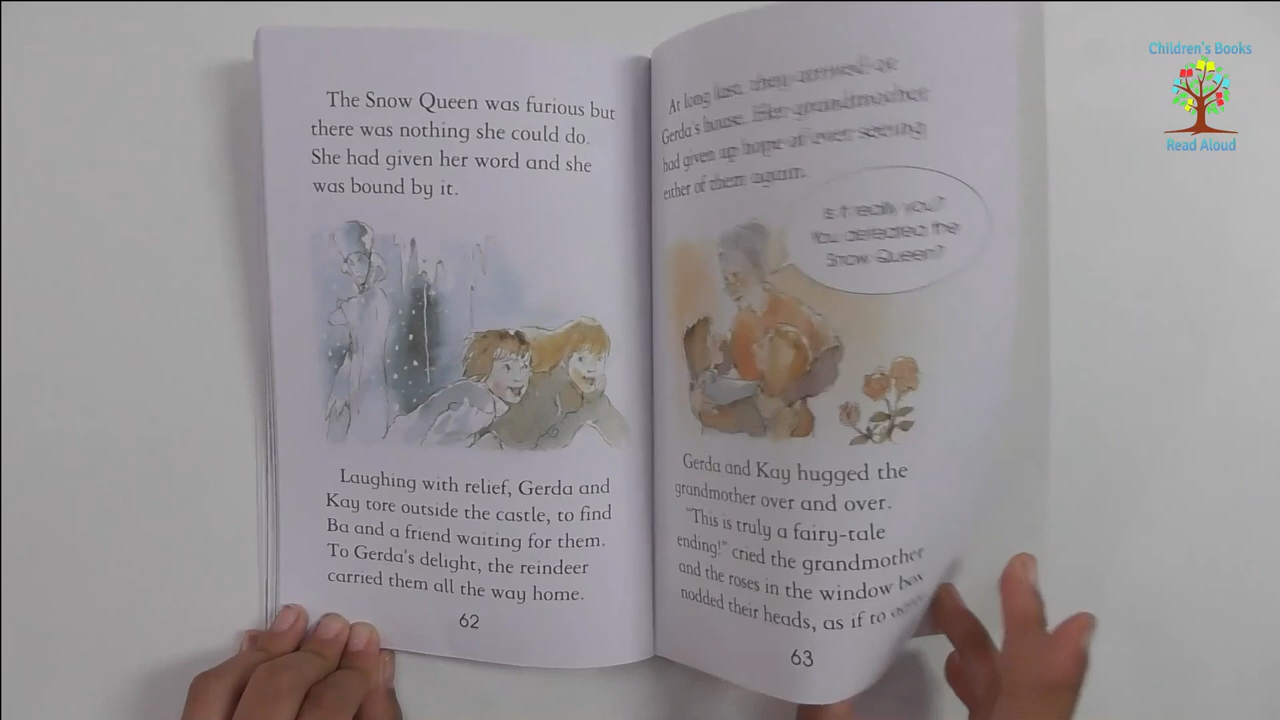 The Snow Queen was furious but
there was nothing she could do.
She had given her word and she
was bound by it.
Laughing with relief, Gerda and
Kay tore outside the castle, to find
Ba and a friend waiting for them.
To Gerda's delight, the reindeer
carried them all the way home.
62
At long last, they arrived at
Gerda's house. Her grandmother
had given up hope of ever seeing
either of them again.
Is it really you?
You defeated the
Snow Queen?
Gerda and Kay hugged the
grandmother over and over.
"This is truly a fairy-tale
ending!" cried the grandmother
and the roses in the window box
nodded their heads, as if to
63
Children's Books
Read Aloud